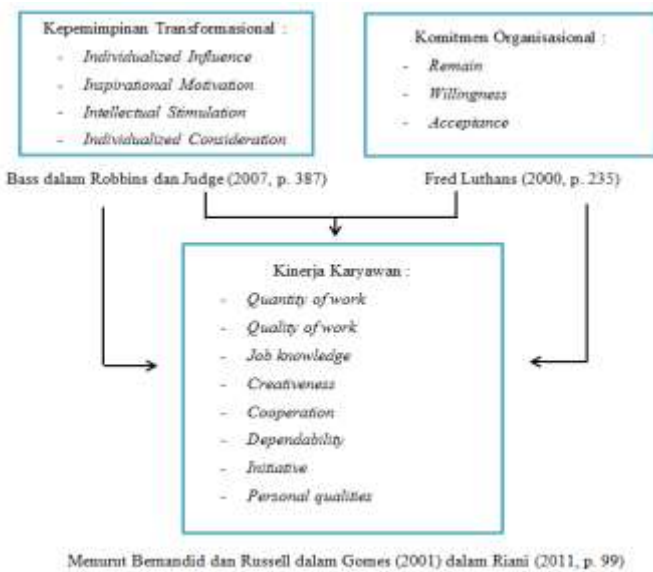 Kepemimpinan Transformasional :
- Individualized Influence
- Inspirational Motivation
- Intellectual Stimulation
- Individualized Consideration
Bass dalam Robbins dan Judge (2007, p. 387)
Komitmen Organisasional :
- Remain
- Willingness
- Acceptance
Fred Luthans (2000, p. 235)
Kinerja Karyawan :
- Quantity of work
- Quality of work
- Job knowledge
- Creativeness
- Cooperation
- Dependability
- Initiative
- Personal qualities
Menurut Bernandid dan Russell dalam Gomes (2001) dalam Riani (2011, p. 99)